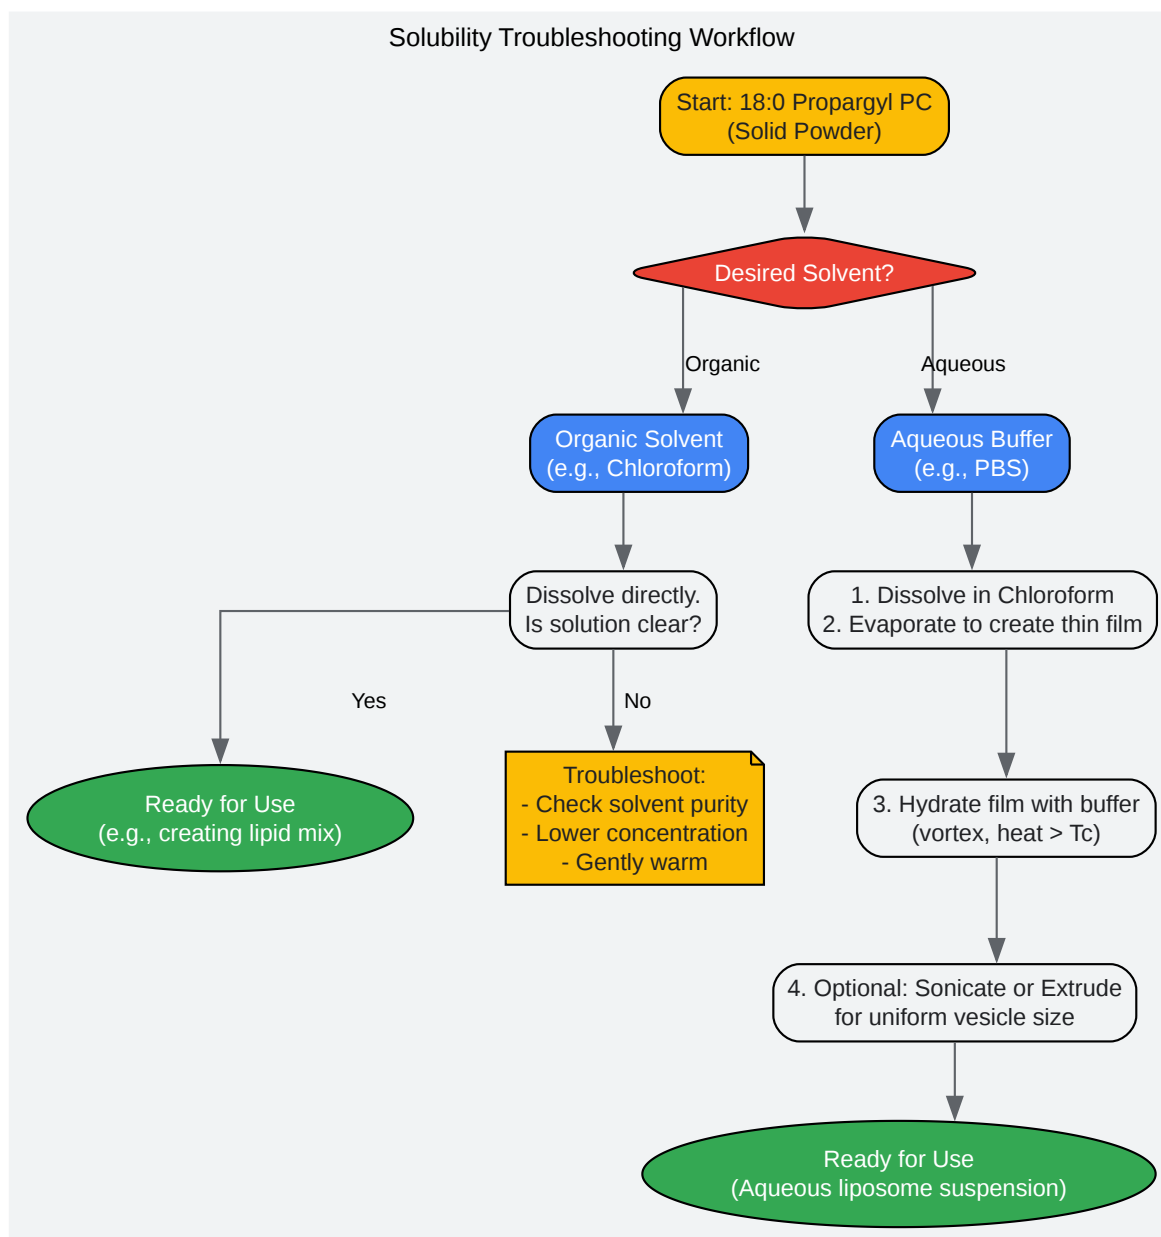 Solubility Troubleshooting Workflow
Start: 18:0 Propargyl PC
(Solid Powder)
Desired Solvent?
Organic
Aqueous
Organic Solvent
(e.g., Chloroform)
Aqueous Buffer
(e.g., PBS)
Dissolve directly.
Is solution clear?
1. Dissolve in Chloroform
2. Evaporate to create thin film
Yes
No
Ready for Use
(e.g., creating lipid mix)
Troubleshoot:
- Check solvent purity
- Lower concentration
- Gently warm
3. Hydrate film with buffer
(vortex, heat > Tc)
4. Optional: Sonicate or Extrude
for uniform vesicle size
Ready for Use
(Aqueous liposome suspension)